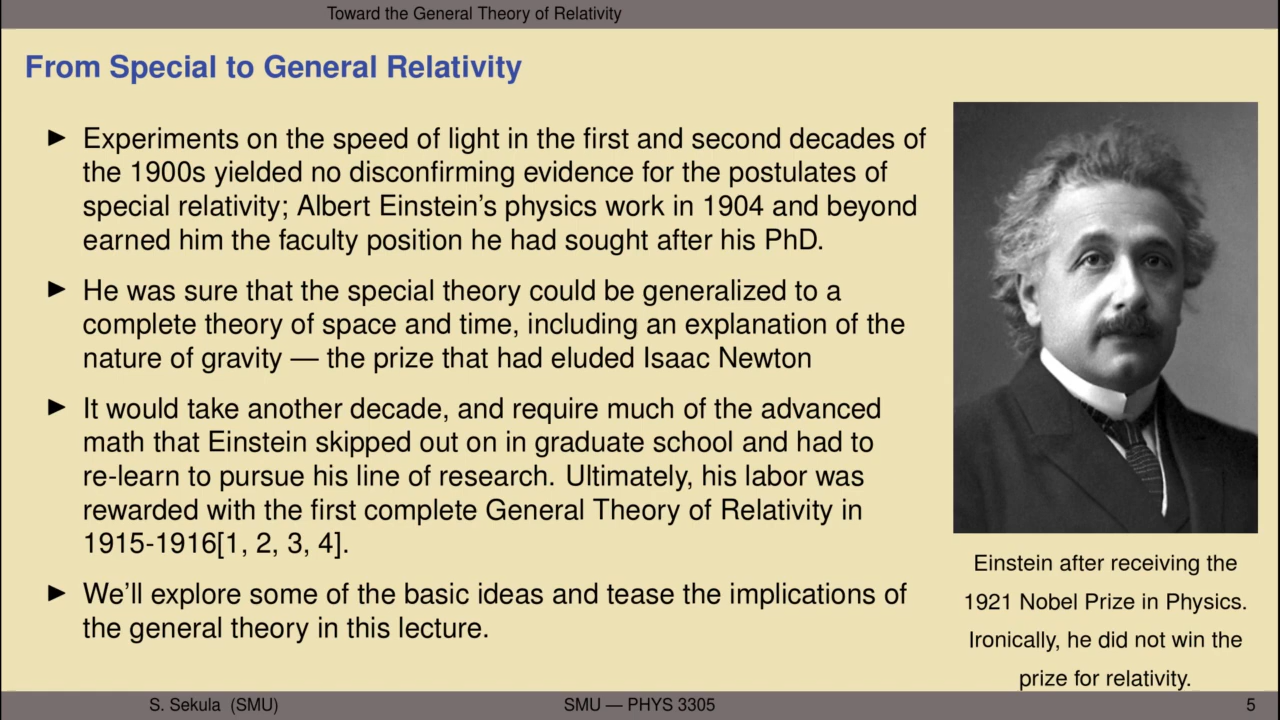 Toward the General Theory of Relativity
From Special to General Relativity
▶ Experiments on the speed of light in the first and second decades of
the 1900s yielded no disconfirming evidence for the postulates of
special relativity; Albert Einstein's physics work in 1904 and beyond
earned him the faculty position he had sought after his PhD.
▶ He was sure that the special theory could be generalized to a
complete theory of space and time, including an explanation of the
nature of gravity — the prize that had eluded Isaac Newton
▶ It would take another decade, and require much of the advanced
math that Einstein skipped out on in graduate school and had to
re-learn to pursue his line of research. Ultimately, his labor was
rewarded with the first complete General Theory of Relativity in
1915-1916[1, 2, 3, 4].
▶ We'll explore some of the basic ideas and tease the implications of
the general theory in this lecture.
Einstein after receiving the
1921 Nobel Prize in Physics.
Ironically, he did not win the
prize for relativity.
S. Sekula (SMU)
SMU — PHYS 3305
5